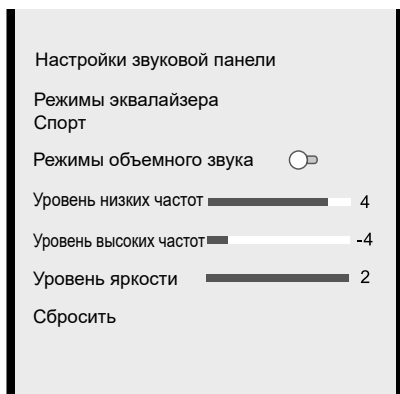 Настройки звуковой панели
Режимы эквалайзера
Спорт
Режимы объемного звука
Уровень низких частот 4
Уровень высоких частот -4
Уровень яркости 2
Сбросить